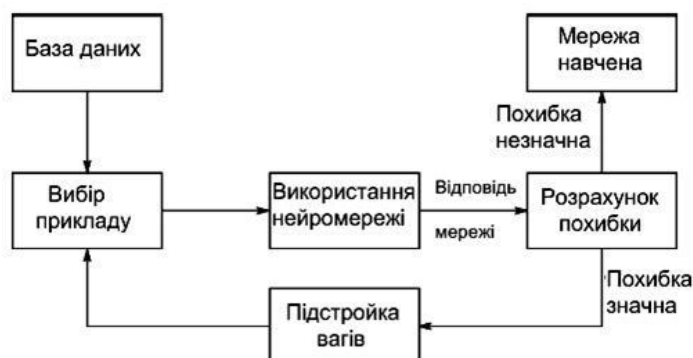 База даних
Мережа
навчена
Похибка
незначна
Вибір
прикладу
Використання
нейромережі
Відповідь
мережі
Розрахунок
похибки
Похибка
значна
Підстройка
вагів